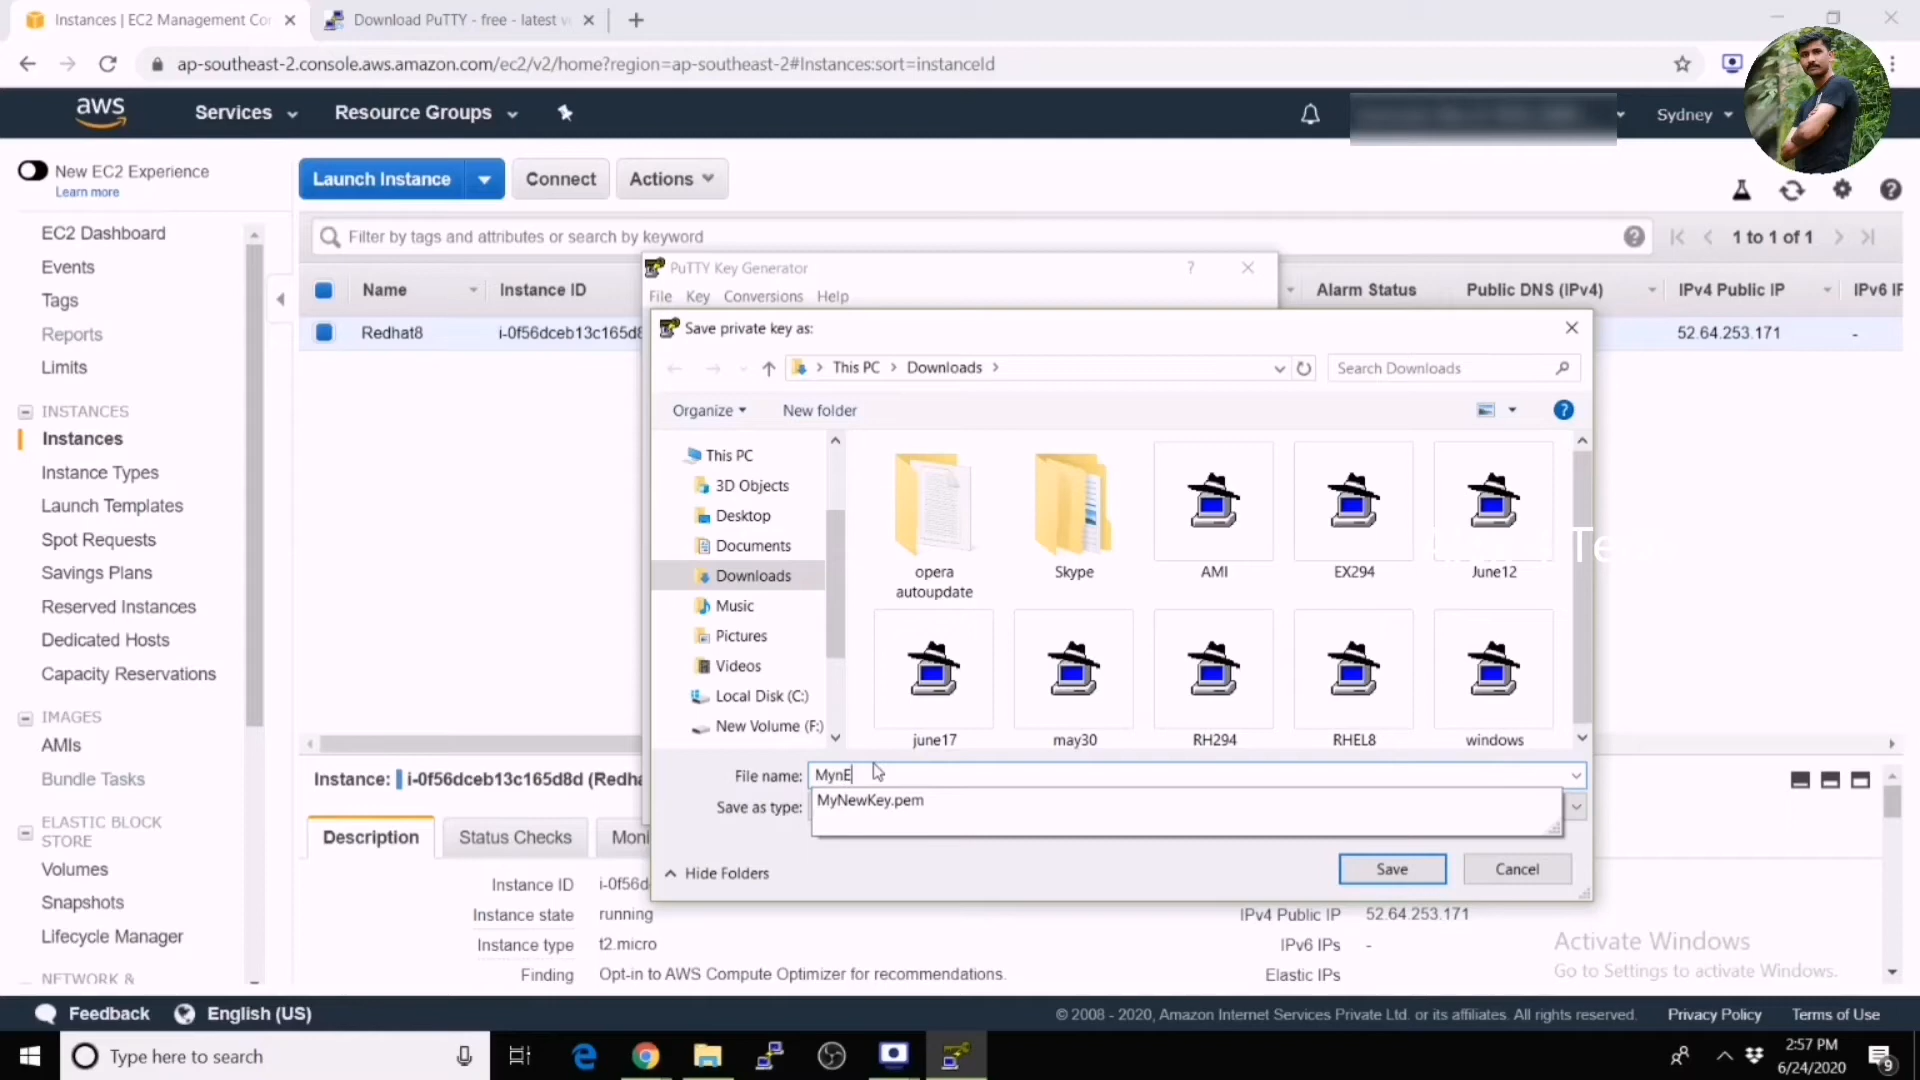 Instances | EC2 Management Co
Download PuTTY - free - latest v
ap-southeast-2.console.aws.amazon.com/ec2/v2/home?region=ap-southeast-2#Instances:sort=instanceId
aws
Services
Resource Groups
Sydney
New EC2 Experience
Learn more
Launch Instance
Connect
Actions
EC2 Dashboard
Events
Tags
Reports
Limits
INSTANCES
Instances
Instance Types
Launch Templates
Spot Requests
Savings Plans
Reserved Instances
Dedicated Hosts
Capacity Reservations
IMAGES
AMIs
Bundle Tasks
ELASTIC BLOCK
STORE
Volumes
Snapshots
Lifecycle Manager
NETWORK &
Filter by tags and attributes or search by keyword
1 to 1 of 1
Name
Instance ID
Alarm Status
Public DNS (IPv4)
IPv4 Public IP
IPv6 IP
Redhat8
i-0f56dceb13c165d8
52.64.253.171
-
PuTTY Key Generator
?
File
Key
Conversions
Help
Save private key as:
This PC
Downloads
Search Downloads
Organize
New folder
This PC
3D Objects
Desktop
Documents
Downloads
Music
Pictures
Videos
Local Disk (C:)
New Volume (F:)
opera
autoupdate
Skype
AMI
EX294
June12
june17
may30
RH294
RHEL8
windows
File name:
MynE
MyNewKey.pem
Save as type:
Hide Folders
Save
Cancel
Instance:
i-0f56dceb13c165d8d (Redha
Description
Status Checks
Moni
Instance ID
i-0f56d
Instance state
running
Instance type
t2.micro
Finding
Opt-in to AWS Compute Optimizer for recommendations.
IPv4 Public IP
52.64.253.171
IPv6 IPs
-
Elastic IPs
Activate Windows
Go to Settings to activate Windows.
Feedback
English (US)
© 2008 - 2020, Amazon Internet Services Private Ltd. or its affiliates. All rights reserved.
Privacy Policy
Terms of Use
Type here to search
2:57 PM
6/24/2020
9